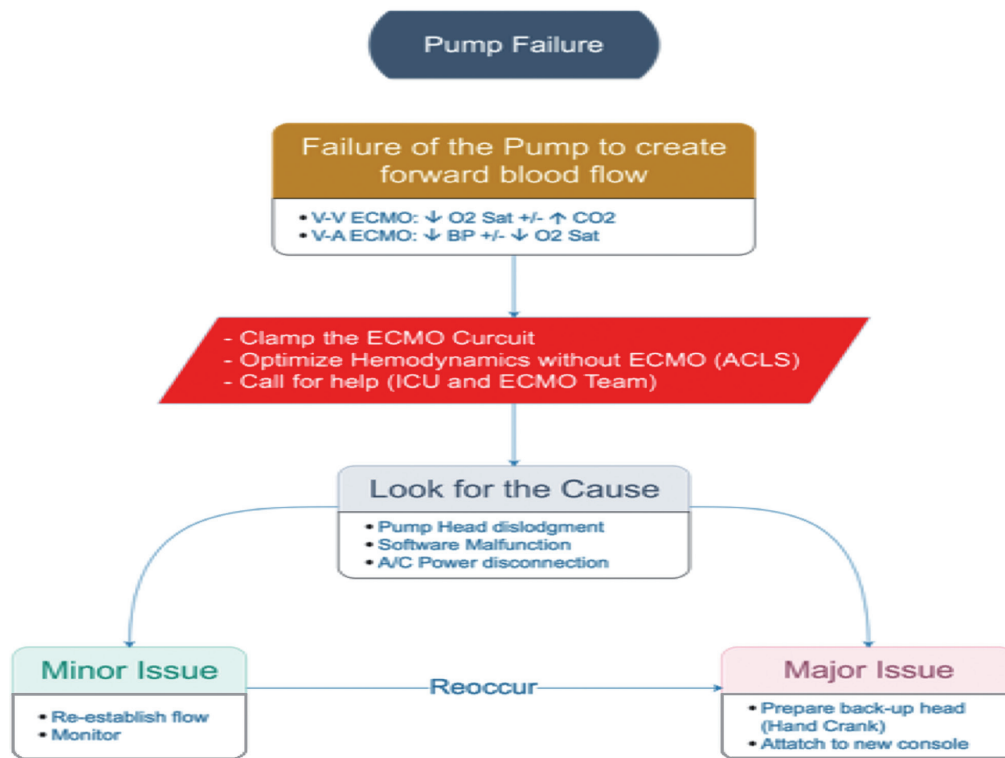 Pump Failure
Failure of the Pump to create
forward blood flow
• V-V ECMO: ↓ O2 Sat +/- ↑ CO2
• V-A ECMO: ↓ BP +/- ↓ O2 Sat
- Clamp the ECMO Curcuit
- Optimize Hemodynamics without ECMO (ACLS)
- Call for help (ICU and ECMO Team)
Look for the Cause
• Pump Head dislodgment
• Software Malfunction
• A/C Power disconnection
Minor Issue
• Re-establish flow
• Monitor
Reoccur
Major Issue
• Prepare back-up head
(Hand Crank)
• Attatch to new console